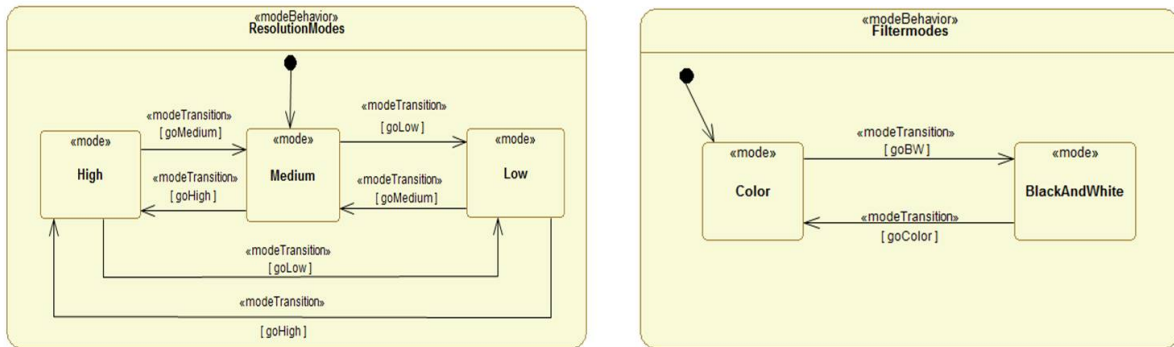 «modeBehavior»
ResolutionModes
«modeTransition»
[ goMedium]
«modeTransition»
[ goLow]
«mode»
High
«mode»
Medium
«mode»
Low
«modeTransition»
[goHigh]
«modeTransition»
[ goMedium]
«modeTransition»
[ goLow]
«modeTransition»
[ goHigh]
«modeBehavior»
Filtermodes
«mode»
Color
«modeTransition»
[ goBW]
«mode»
BlackAndWhite
«modeTransition»
[ goColor]